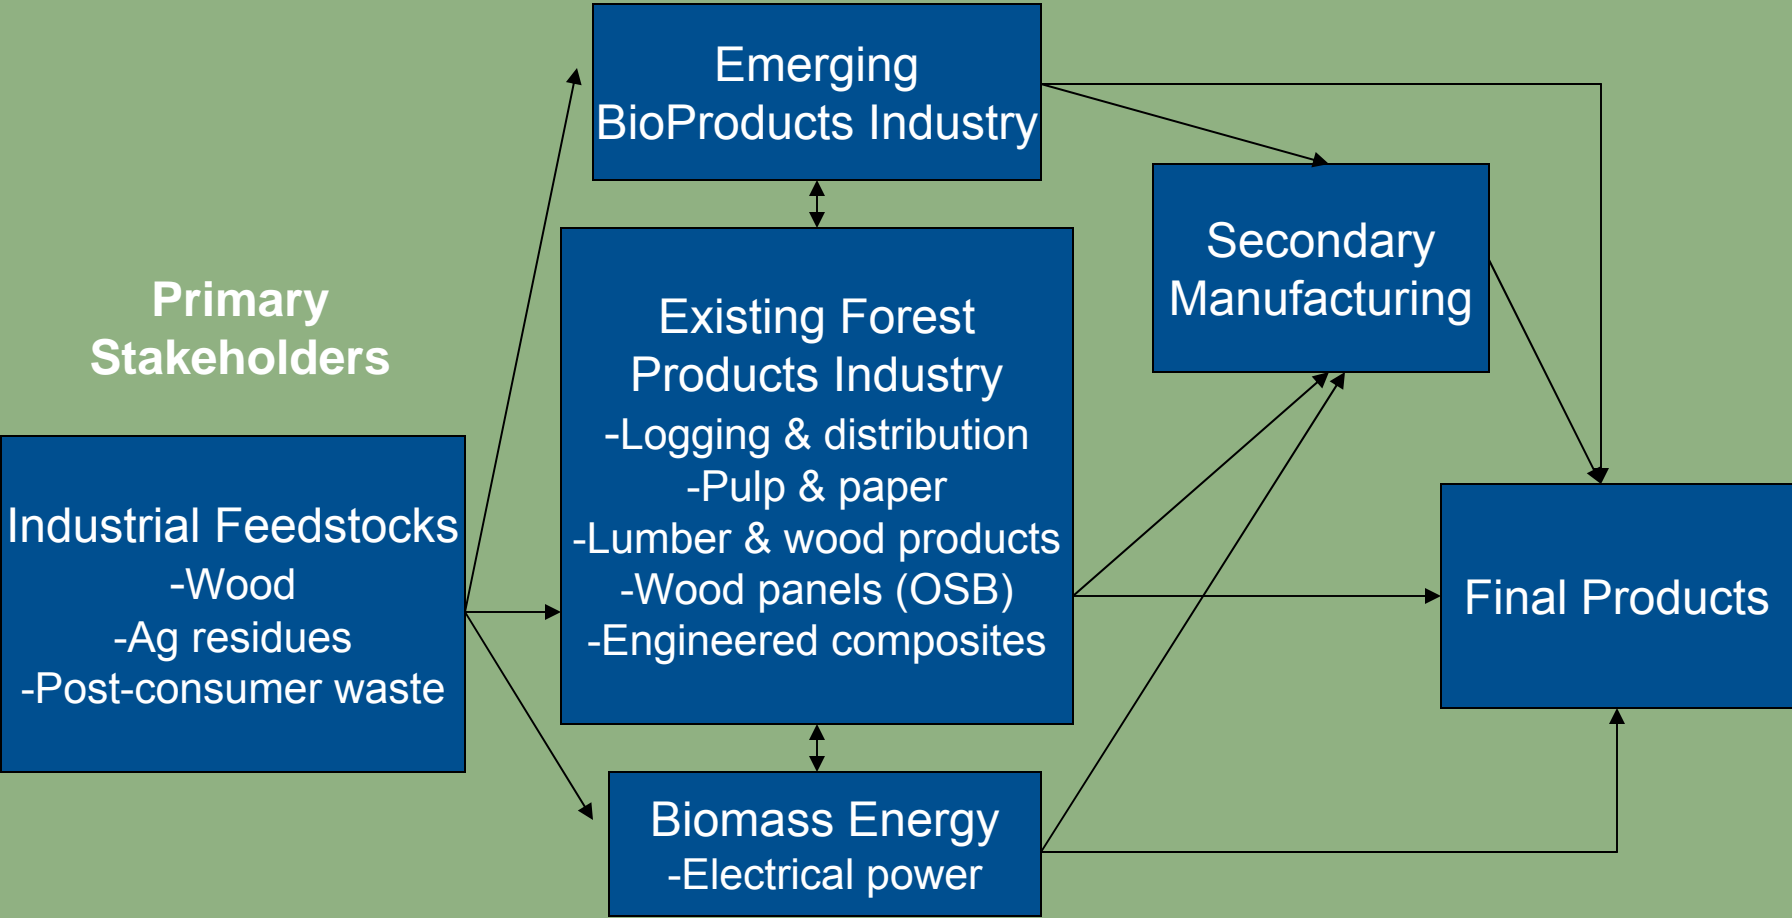 Primary
Stakeholders
Industrial Feedstocks
-Wood
-Ag residues
-Post-consumer waste
Emerging
BioProducts Industry
Existing Forest
Products Industry
-Logging & distribution
-Pulp & paper
-Lumber & wood products
-Wood panels (OSB)
-Engineered composites
Biomass Energy
-Electrical power
Secondary
Manufacturing
Final Products